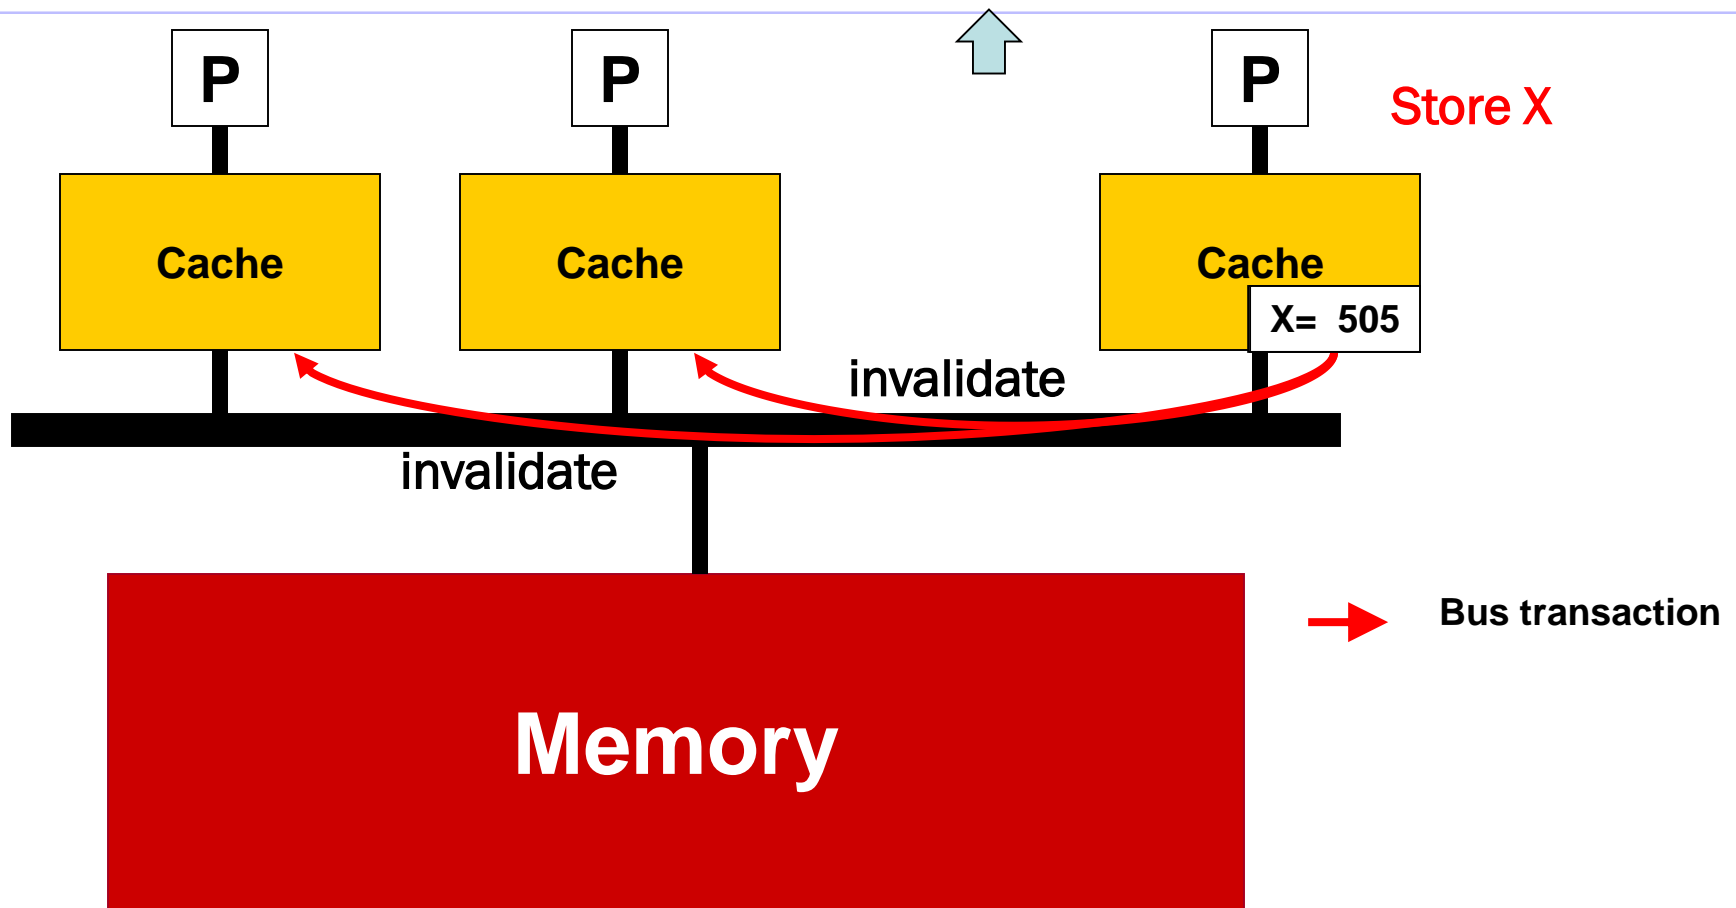 P
P
P
Store X
Cache
Cache
Cache
X= 505
invalidate
invalidate
Bus transaction
Memory